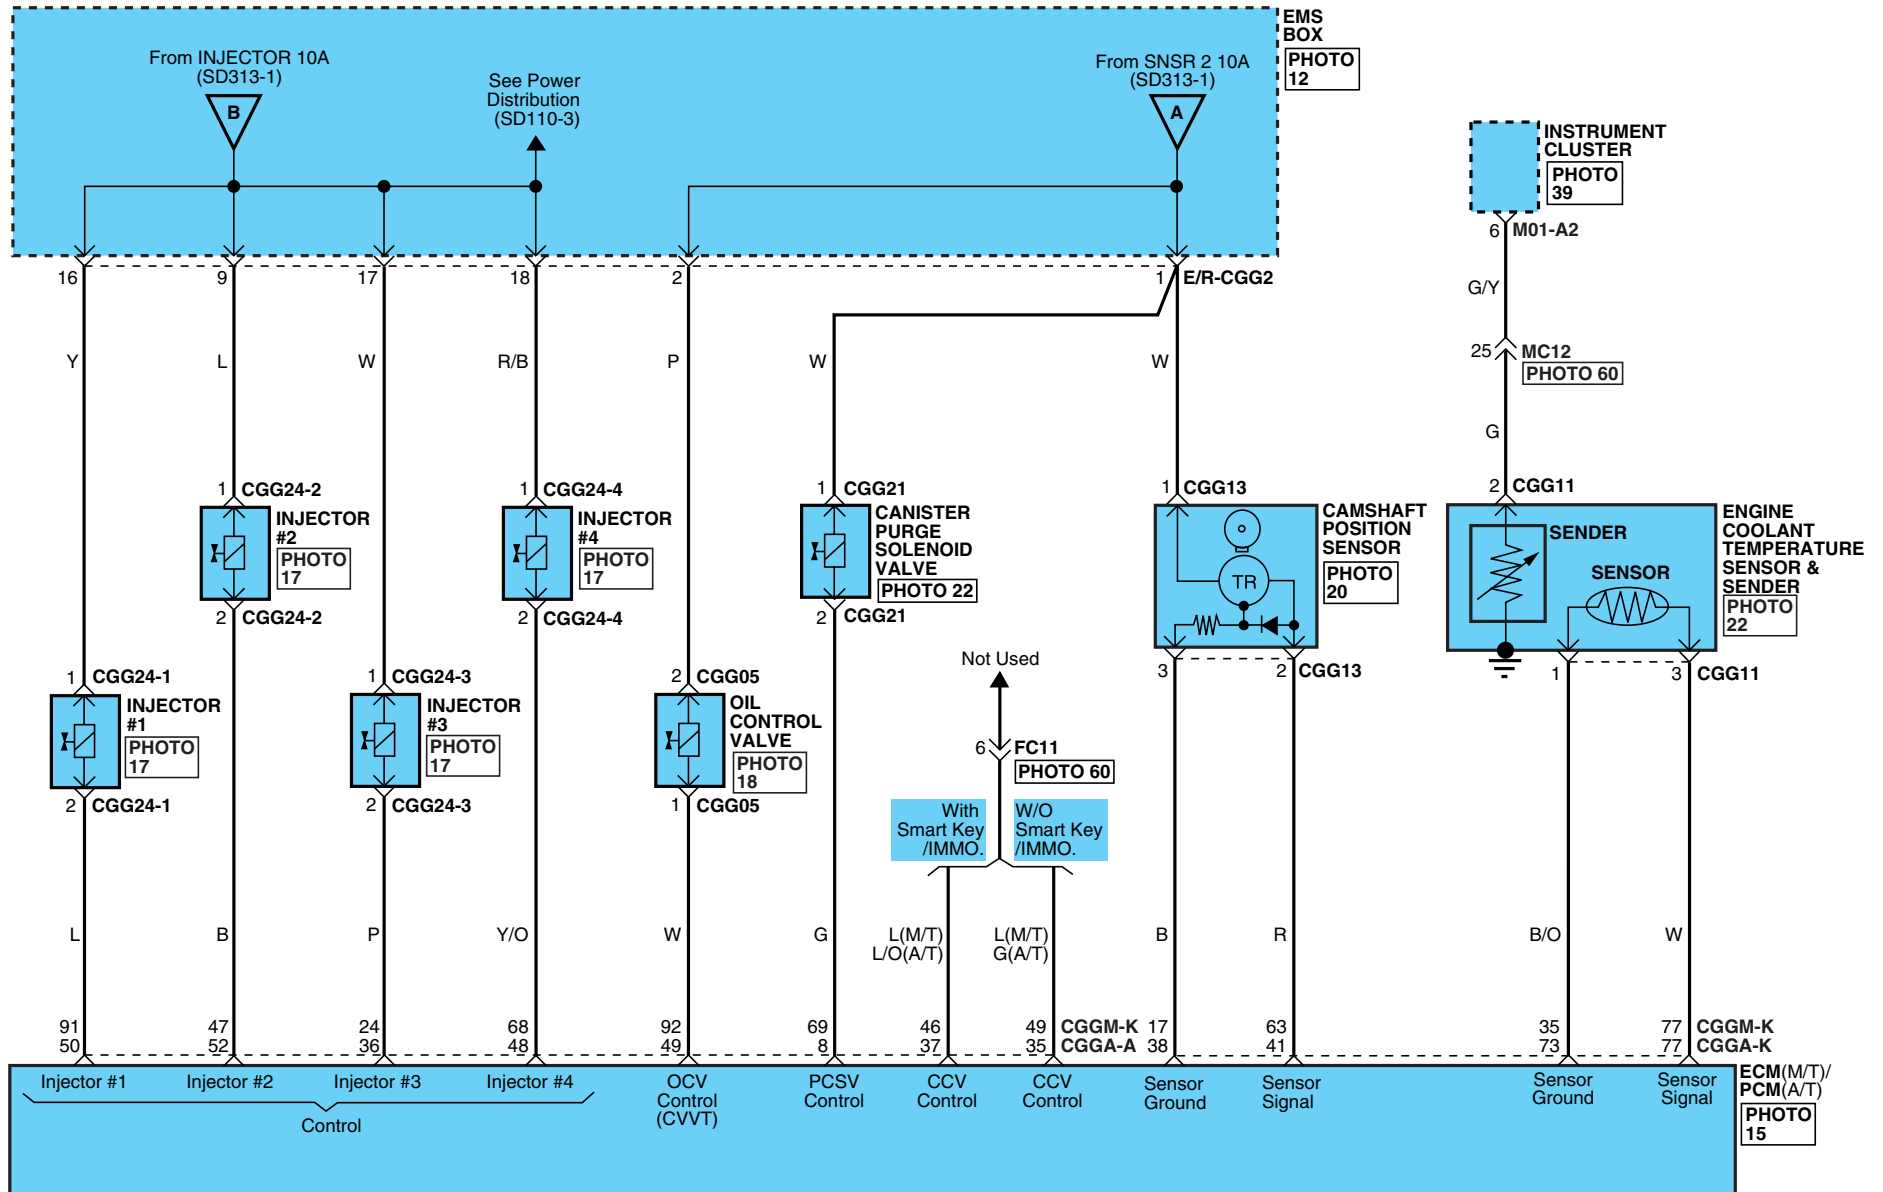 EMS
BOX
PHOTO
12
From INJECTOR 10A
(SD313-1)
B
See Power
Distribution
(SD110-3)
From SNSR 2 10A
(SD313-1)
A
INSTRUMENT
CLUSTER
PHOTO
39
6 M01-A2
16 9 17 18 2 1 E/R-CGG2
G/Y
25 MC12
PHOTO 60
Y L W R/B P W W
G
1 CGG24-2
1 CGG24-4
1 CGG21
1 CGG13
2 CGG11
INJECTOR
#2
PHOTO
17
INJECTOR
#4
PHOTO
17
CANISTER
PURGE
SOLENOID
VALVE
PHOTO 22
TR
CAMSHAFT
POSITION
SENSOR
PHOTO
20
SENDER
SENSOR
ENGINE
COOLANT
TEMPERATURE
SENSOR &
SENDER
PHOTO
22
2 CGG24-2
2 CGG24-4
2 CGG21
3 2 CGG13
1 3 CGG11
Not Used
1 CGG24-1
1 CGG24-3
2 CGG05
INJECTOR
#1
PHOTO
17
INJECTOR
#3
PHOTO
17
OIL
CONTROL
VALVE
PHOTO
18
6 FC11
PHOTO 60
2 CGG24-1
2 CGG24-3
1 CGG05
With
Smart Key
/IMMO.
W/O
Smart Key
/IMMO.
L B P Y/O W G
L(M/T)
L/O(A/T)
L(M/T)
G(A/T)
B R B/O W
91 47 24 68 92 69 46 49 CGGM-K 17 63 35 77 CGGM-K
50 52 36 48 49 8 37 35 CGGA-A 38 41 73 77 CGGA-K
Injector #1 Injector #2 Injector #3 Injector #4
Control
OCV
Control
(CVVT)
PCSV
Control
CCV
Control
CCV
Control
Sensor
Ground
Sensor
Signal
Sensor
Ground
Sensor
Signal
ECM(M/T)/
PCM(A/T)
PHOTO
15